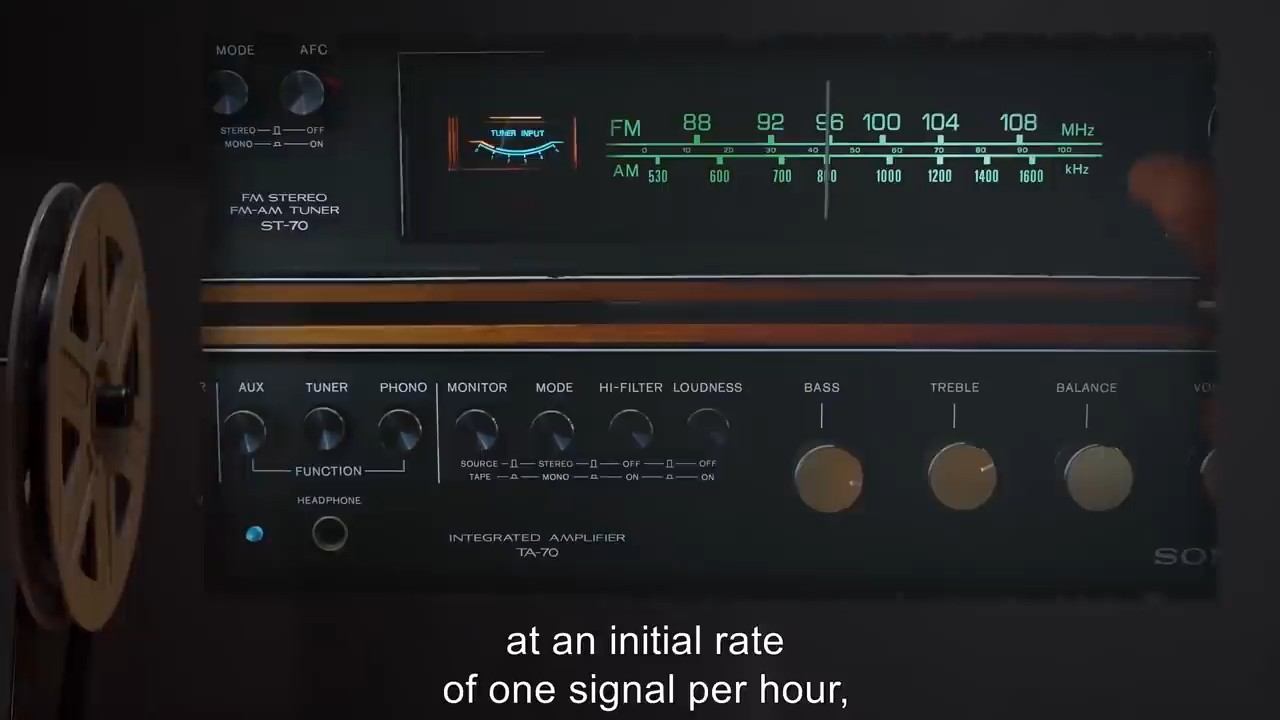 MODE AFC
STEREO OFF
MONO ON
FM STEREO
FM-AM TUNER
ST-70
TUNER INPUT
FM 88 92 96 100 104 108 MHz
0 10 20 30 40 50 60 70 80 90 100
AM 530 600 700 800 1000 1200 1400 1600 kHz
AUX TUNER PHONO MONITOR MODE HI-FILTER LOUDNESS BASS TREBLE BALANCE
SOURCE STEREO OFF OFF
TAPE MONO ON ON
FUNCTION
HEADPHONE
INTEGRATED AMPLIFIER
TA-70
at an initial rate
of one signal per hour,